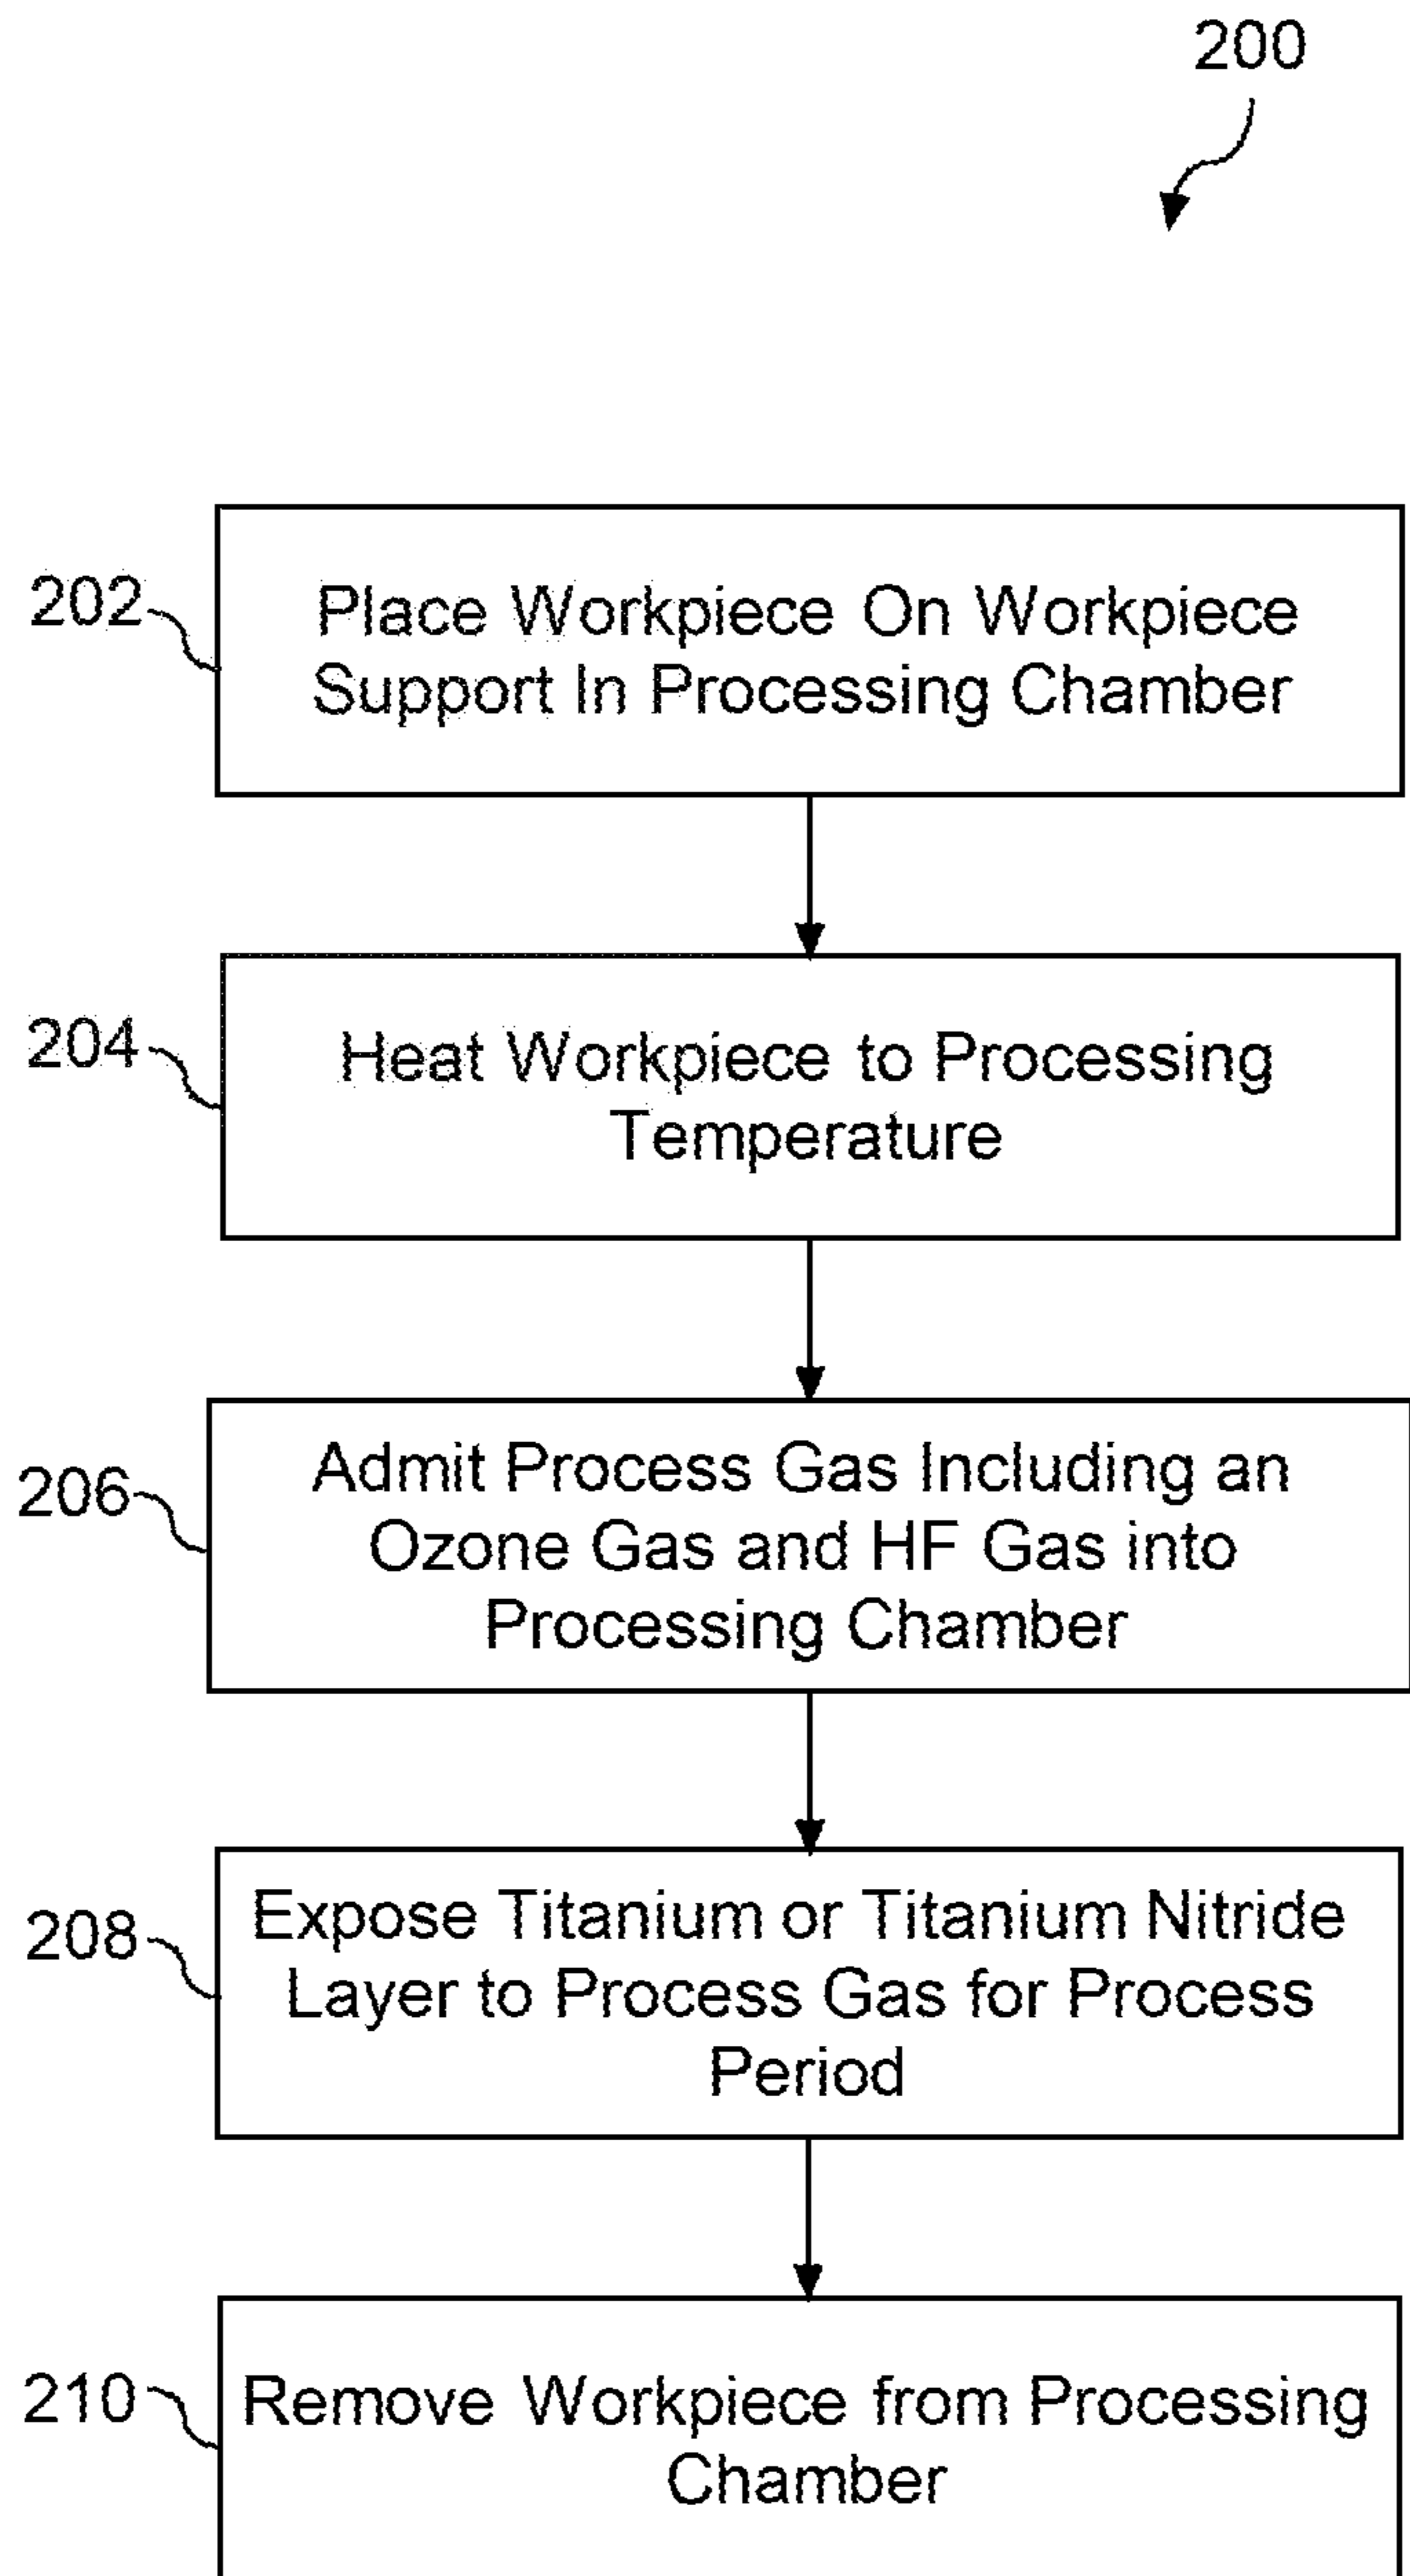 200
202
Place Workpiece On Workpiece
Support In Processing Chamber
204
Heat Workpiece to Processing
Temperature
206
Admit Process Gas Including an
Ozone Gas and HF Gas into
Processing Chamber
208
Expose Titanium or Titanium Nitride
Layer to Process Gas for Process
Period
210
Remove Workpiece from Processing
Chamber